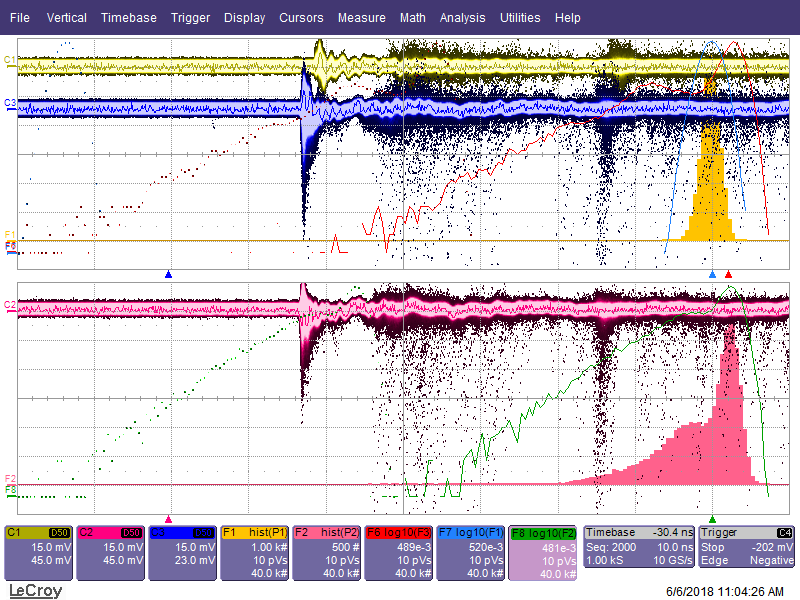 File Vertical Timebase Trigger Display Cursors Measure Math Analysis Utilities Help
C1
C3
F1
F6
C2
F2
F8
C1 D50
15.0 mV
45.0 mV
C2 D50
15.0 mV
45.0 mV
C3 D50
15.0 mV
23.0 mV
F1 hist(P1)
1.00 k#
10 pVs
40.0 k#
F2 hist(P2)
500 #
10 pVs
40.0 k#
F6 log10(F3)
489e-3
10 pVs
40.0 k#
F7 log10(F1)
520e-3
10 pVs
40.0 k#
F8 log10(F2)
481e-3
10 pVs
40.0 k#
Timebase -30.4 ns
Seq: 2000 10.0 ns
1.00 kS 10 GS/s
Trigger C4
Stop -202 mV
Edge Negative
LeCroy
6/6/2018 11:04:26 AM